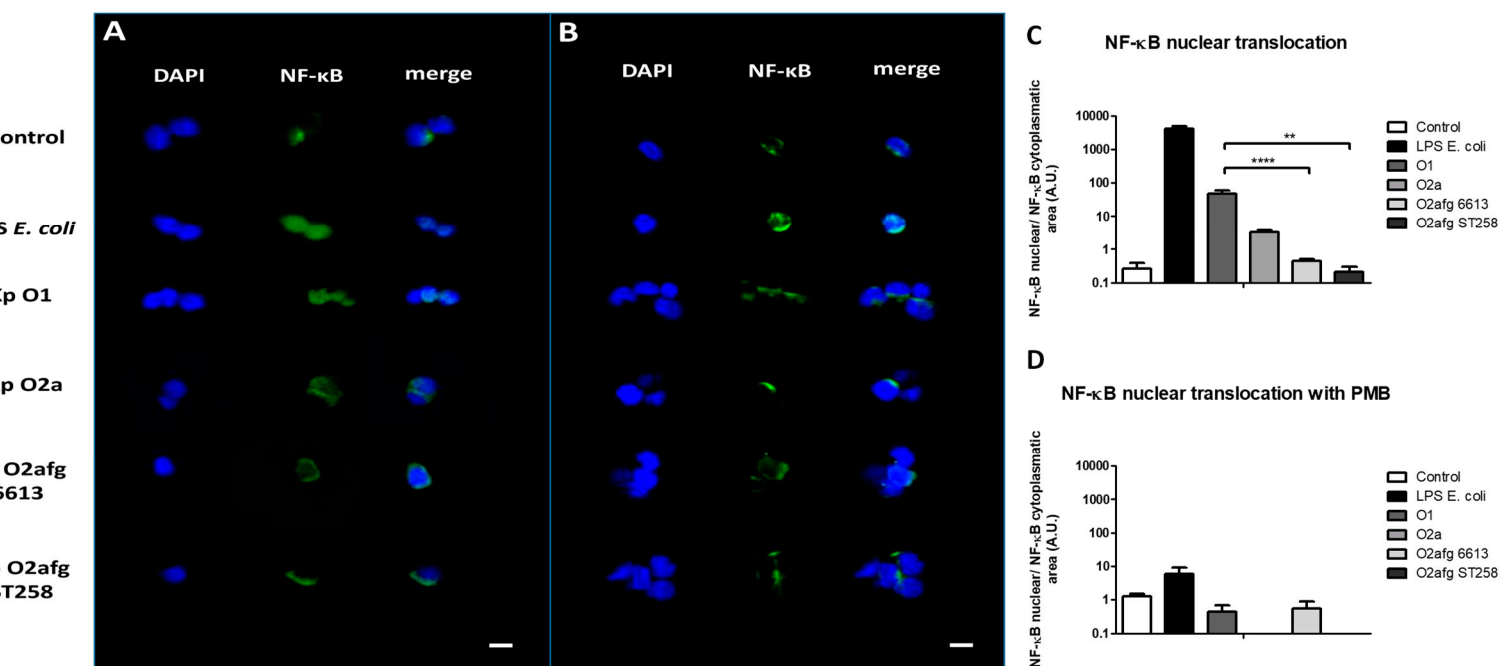 A
DAPI NF-κB merge
ontrol
S E. coli
p O1
p O2a
O2afg
6613
O2afg
ST258
B
DAPI NF-κB merge
C
NF-κB nuclear translocation
NF-κB nuclear/ NF-κB cytoplasmatic
area (A.U.)
10000
1000
100
10
1
0.1
**
****
Control
LPS E. coli
O1
O2a
O2afg 6613
O2afg ST258
D
NF-κB nuclear translocation with PMB
NF-κB nuclear/ NF-κB cytoplasmatic
area (A.U.)
10000
1000
100
10
1
0.1
Control
LPS E. coli
O1
O2a
O2afg 6613
O2afg ST258